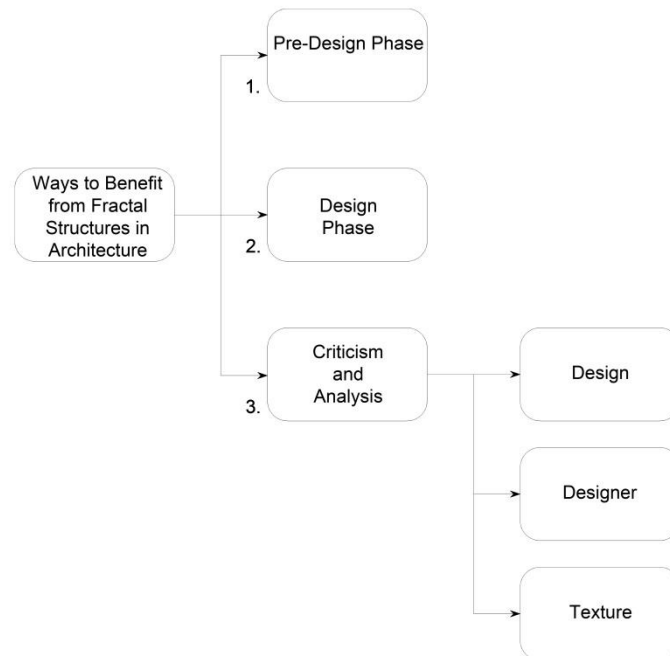 Pre-Design Phase
1.
Ways to Benefit
from Fractal
Structures in
Architecture
Design
Phase
2.
Criticism
and
Analysis
3.
Design
Designer
Texture